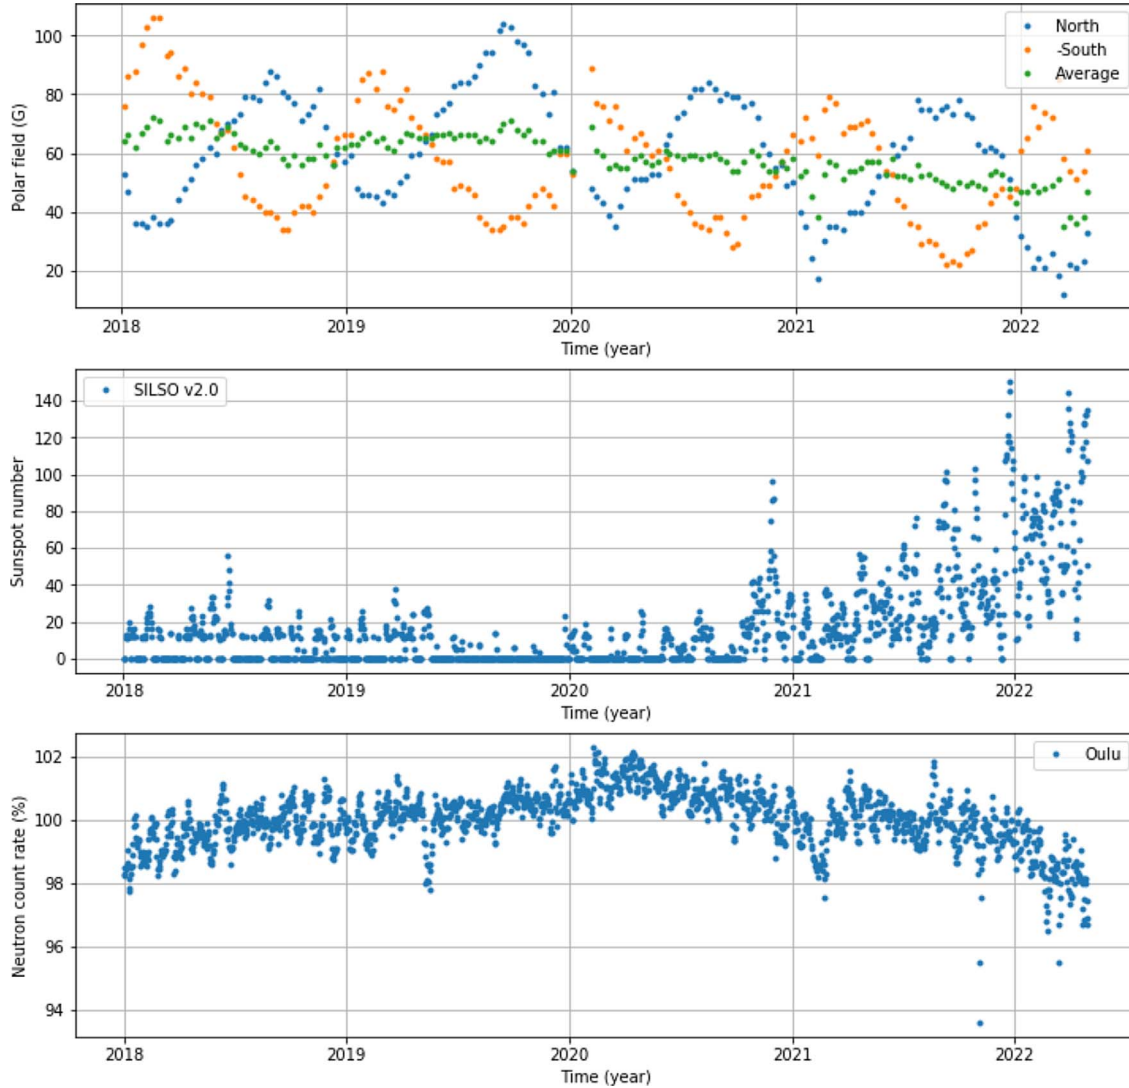 North
-South
Average
Polar field (G)
100
80
60
40
20
2018 2019 2020 2021 2022
Time (year)
SILSO v2.0
Sunspot number
140
120
100
80
60
40
20
0
2018 2019 2020 2021 2022
Time (year)
Oulu
Neutron count rate (%)
102
100
98
96
94
2018 2019 2020 2021 2022
Time (year)